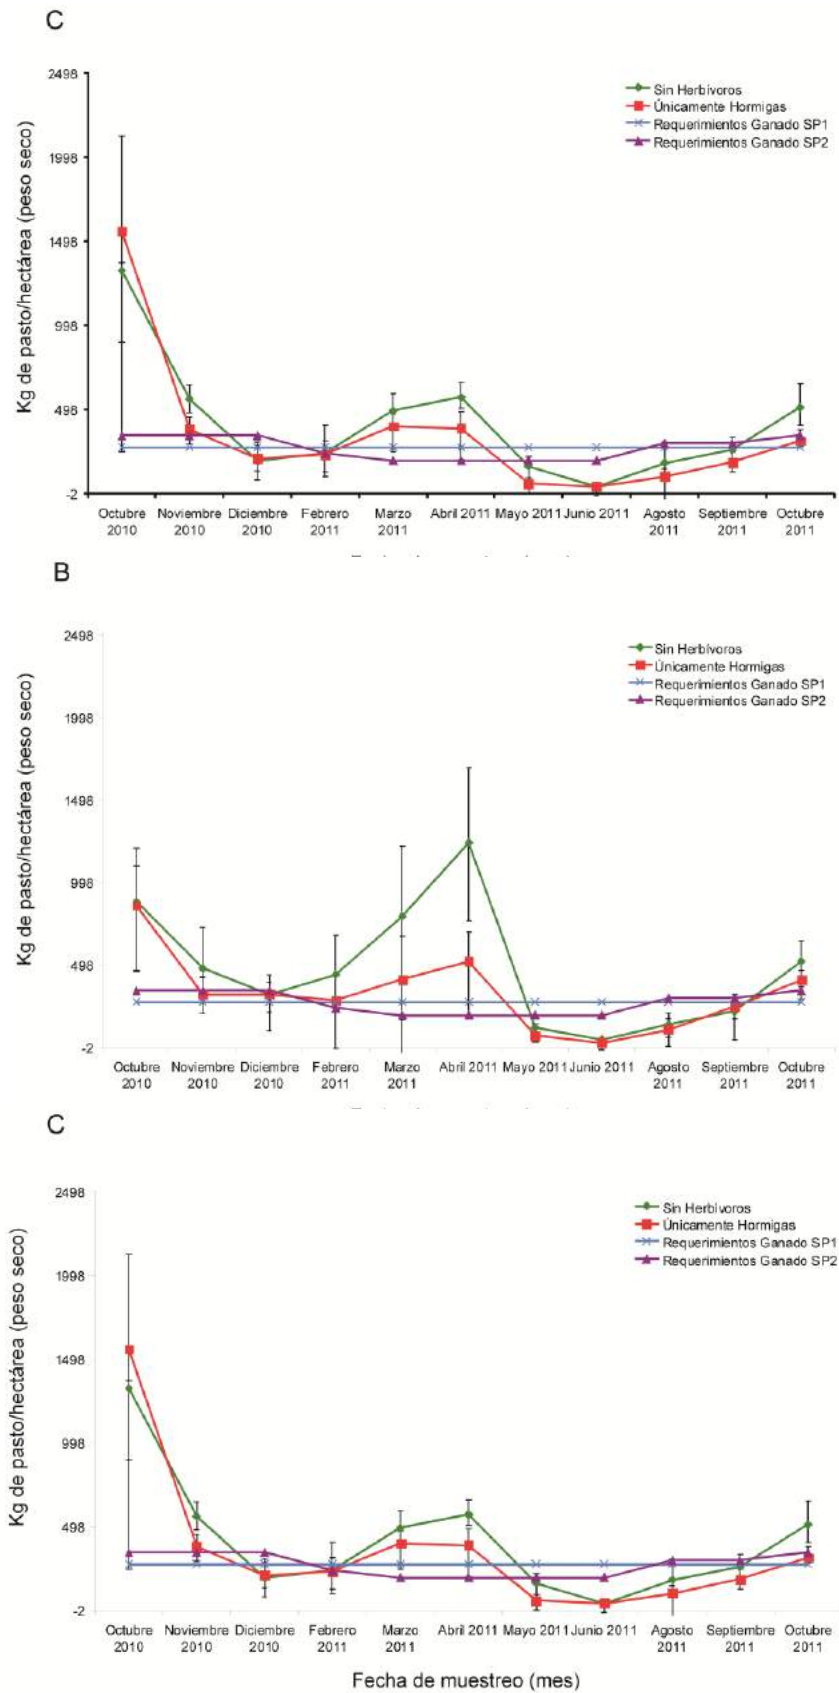 C
2498
1998
1498
998
498
-2
Kg de pasto/hectárea (peso seco)
Sin Herbívoros
Únicamente Hormigas
Requerimientos Ganado SP1
Requerimientos Ganado SP2
Octubre Noviembre Diciembre Febrero Marzo Abril 2011 Mayo 2011 Junio 2011 Agosto Septiembre Octubre
2010 2010 2010 2011 2011 2011 2011 2011
B
2498
1998
1498
998
498
-2
Kg de pasto/hectárea (peso seco)
Sin Herbívoros
Únicamente Hormigas
Requerimientos Ganado SP1
Requerimientos Ganado SP2
Octubre Noviembre Diciembre Febrero Marzo Abril 2011 Mayo 2011 Junio 2011 Agosto Septiembre Octubre
2010 2010 2010 2011 2011 2011 2011 2011
C
2498
1998
1498
998
498
-2
Kg de pasto/hectárea (peso seco)
Sin Herbívoros
Únicamente Hormigas
Requerimientos Ganado SP1
Requerimientos Ganado SP2
Octubre Noviembre Diciembre Febrero Marzo Abril 2011 Mayo 2011 Junio 2011 Agosto Septiembre Octubre
2010 2010 2010 2011 2011 2011 2011 2011
Fecha de muestreo (mes)